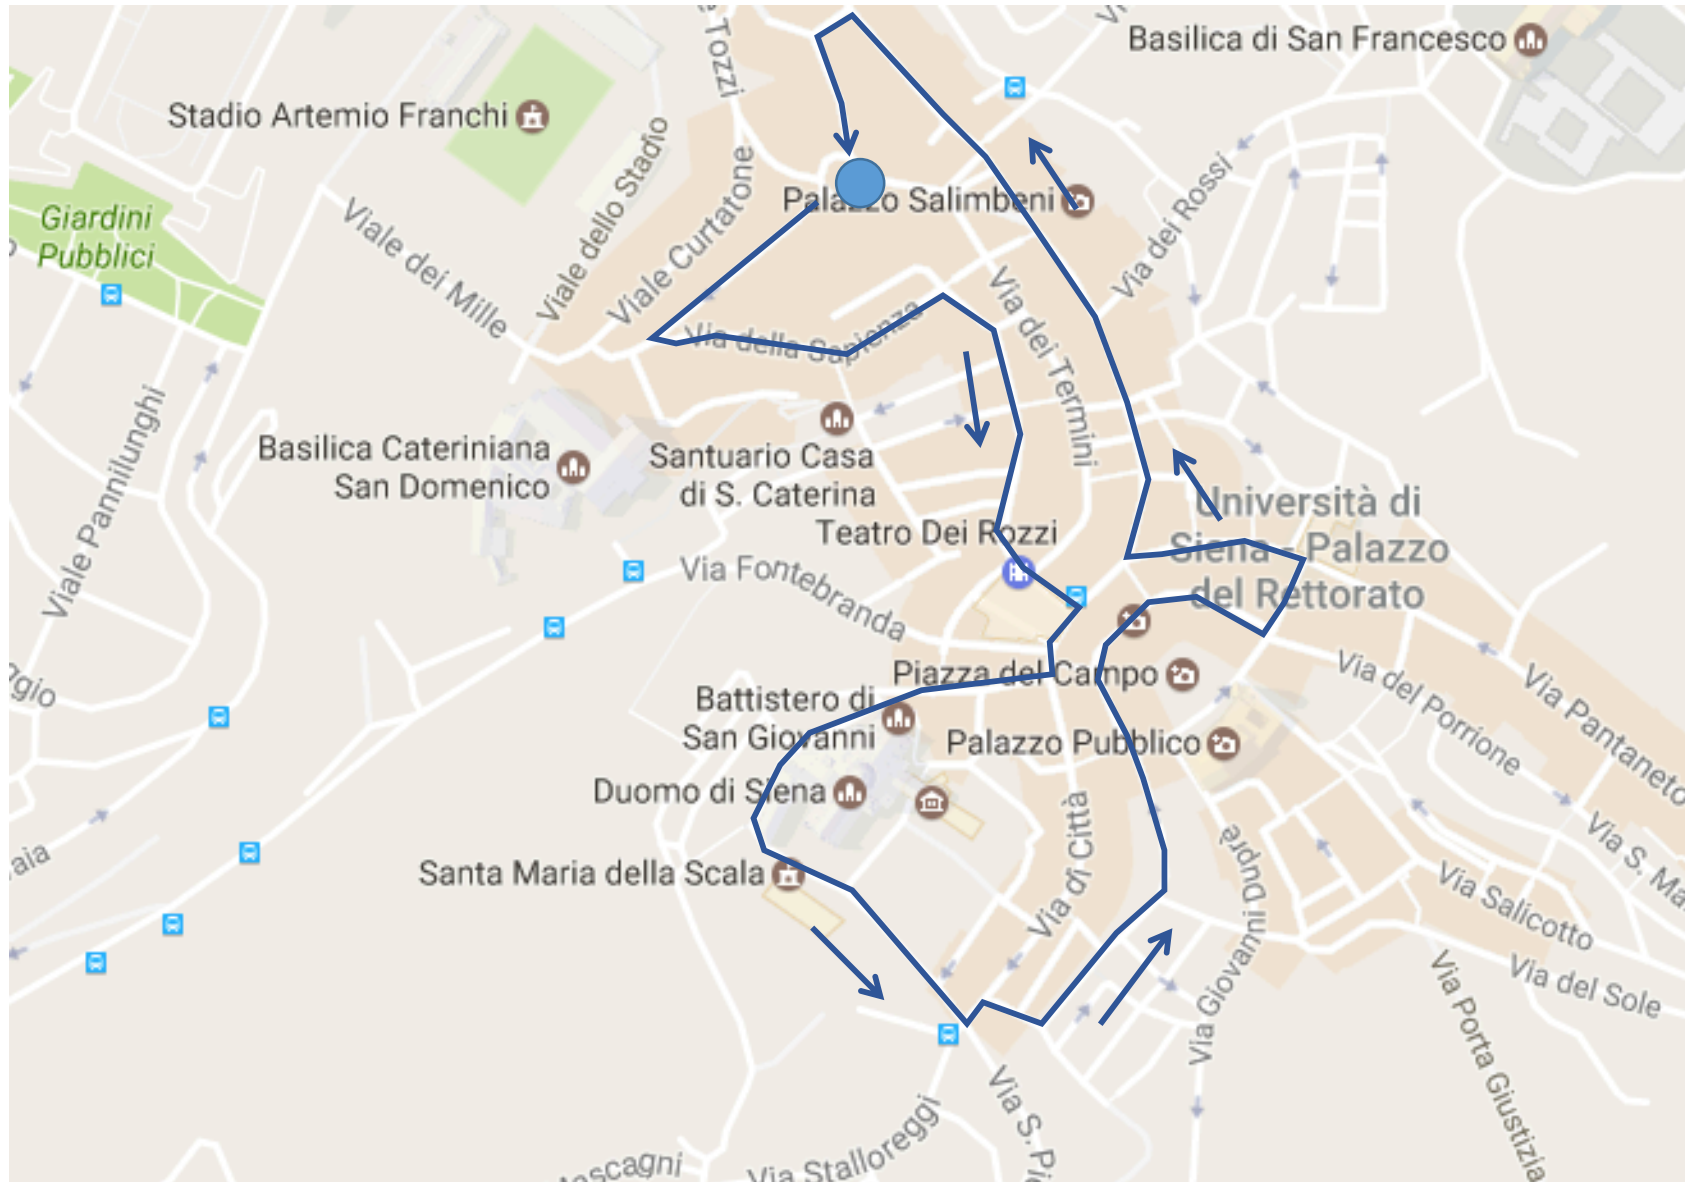 e Tozzi
Basilica di San Francesco
Stadio Artemio Franchi
Viale dello Stadio
Viale Curtatone
Palazzo Salimbeni
Via dei Rossi
Giardini
Pubblici
Viale dei Mille
Via della Sapienza
Via dei Termini
Viale Pannilunghi
Basilica Cateriniana
San Domenico
Santuario Casa
di S. Caterina
Università di
Siena - Palazzo
del Rettorato
Teatro Dei Rozzi
Via Fontebranda
Piazza del Campo
Via del Porrione
Via Pantaneto
ggio
Battistero di
San Giovanni
Palazzo Pubblico
Duomo di Siena
Via di Città
Via S. Ma
aia
Santa Maria della Scala
Via Giovanni Duprè
Via Salicotto
Via del Sole
Via Porta Giustizia
Via S. Pi
Via Stalloreggi
ascagni